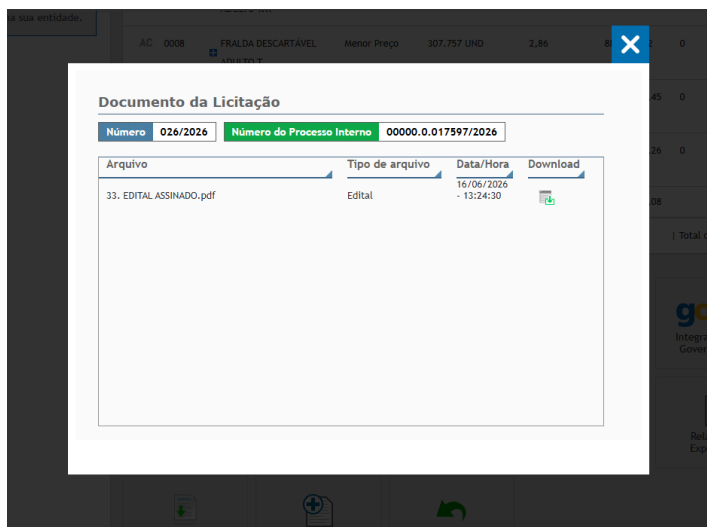 na sua entidade.
AC 0008 FRALDA DESCARTÁVEL Menor Preço 307.757 UND 2,86 0
ADULTO T
Documento da Licitação
,45 0
Número 026/2026 Número do Processo Interno 00000.0.017597/2026
,26 0
Arquivo Tipo de arquivo Data/Hora Download
33. EDITAL ASSINADO.pdf Edital 16/06/2026
- 13:24:30
,08
| Total
Integra
Gover
Rel
Exp